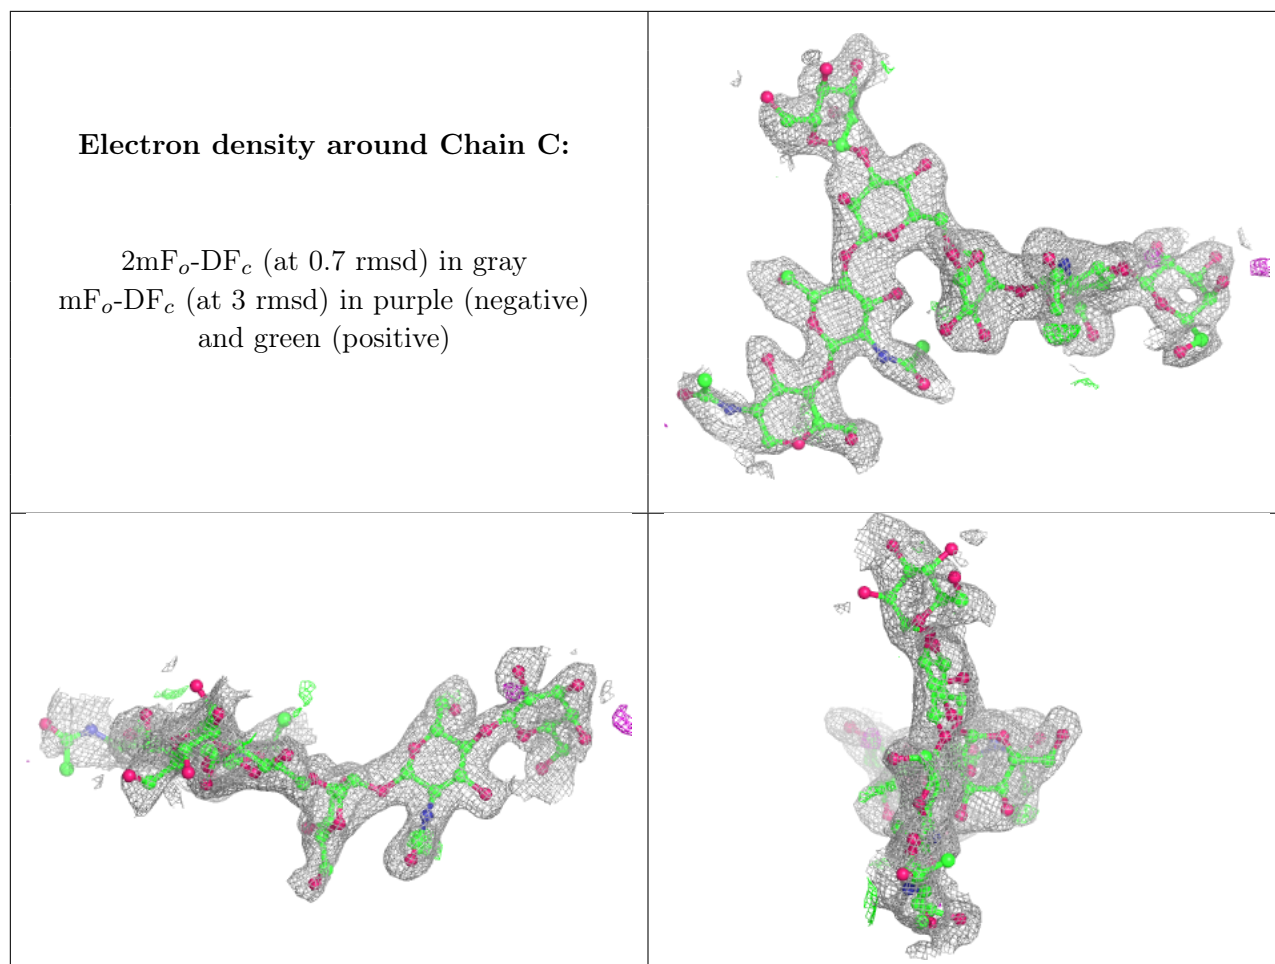 Electron density around Chain C:
2mFo-DFc (at 0.7 rmsd) in gray
mFo-DFc (at 3 rmsd) in purple (negative)
and green (positive)